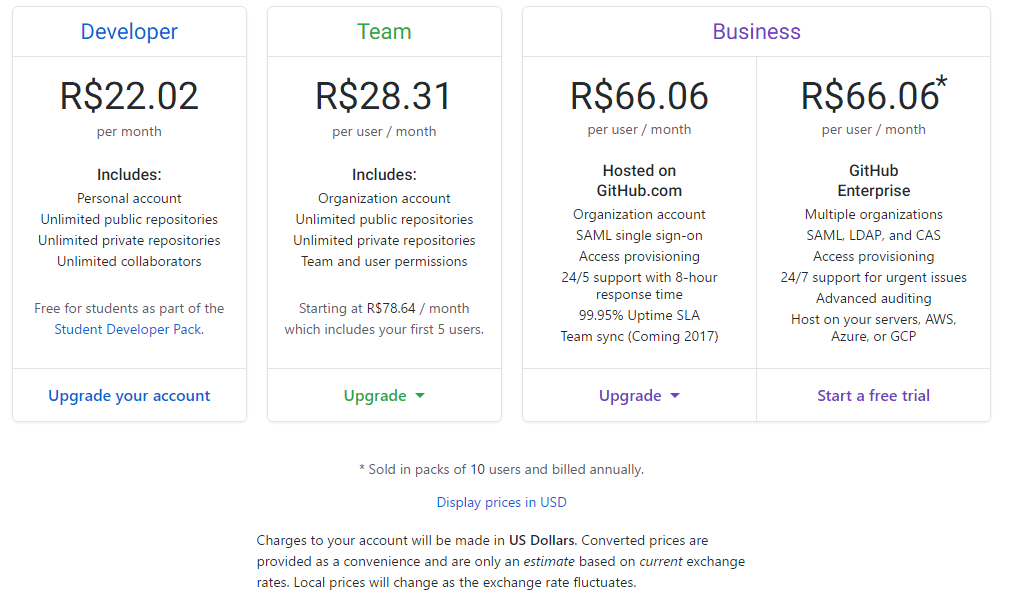 Developer
R$22.02
per month
Includes:
Personal account
Unlimited public repositories
Unlimited private repositories
Unlimited collaborators
Free for students as part of the
Student Developer Pack.
Upgrade your account
Team
R$28.31
per user / month
Includes:
Organization account
Unlimited public repositories
Unlimited private repositories
Team and user permissions
Starting at R$78.64 / month
which includes your first 5 users.
Upgrade
Business
R$66.06
per user / month
Hosted on
GitHub.com
Organization account
SAML single sign-on
Access provisioning
24/5 support with 8-hour
response time
99.95% Uptime SLA
Team sync (Coming 2017)
Upgrade
R$66.06*
per user / month
GitHub
Enterprise
Multiple organizations
SAML, LDAP, and CAS
Access provisioning
24/7 support for urgent issues
Advanced auditing
Host on your servers, AWS,
Azure, or GCP
Start a free trial
* Sold in packs of 10 users and billed annually.
Display prices in USD
Charges to your account will be made in US Dollars. Converted prices are
provided as a convenience and are only an estimate based on current exchange
rates. Local prices will change as the exchange rate fluctuates.